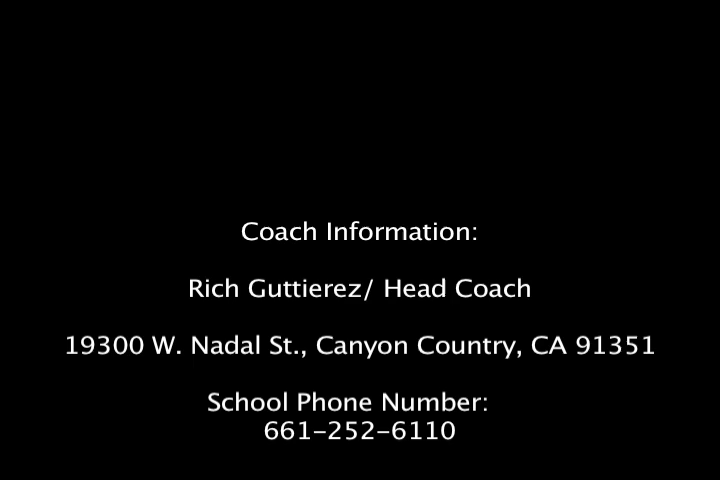 Coach Information:
Rich Guttierez/ Head Coach
19300 W. Nadal St., Canyon Country, CA 91351
School Phone Number:
661-252-6110